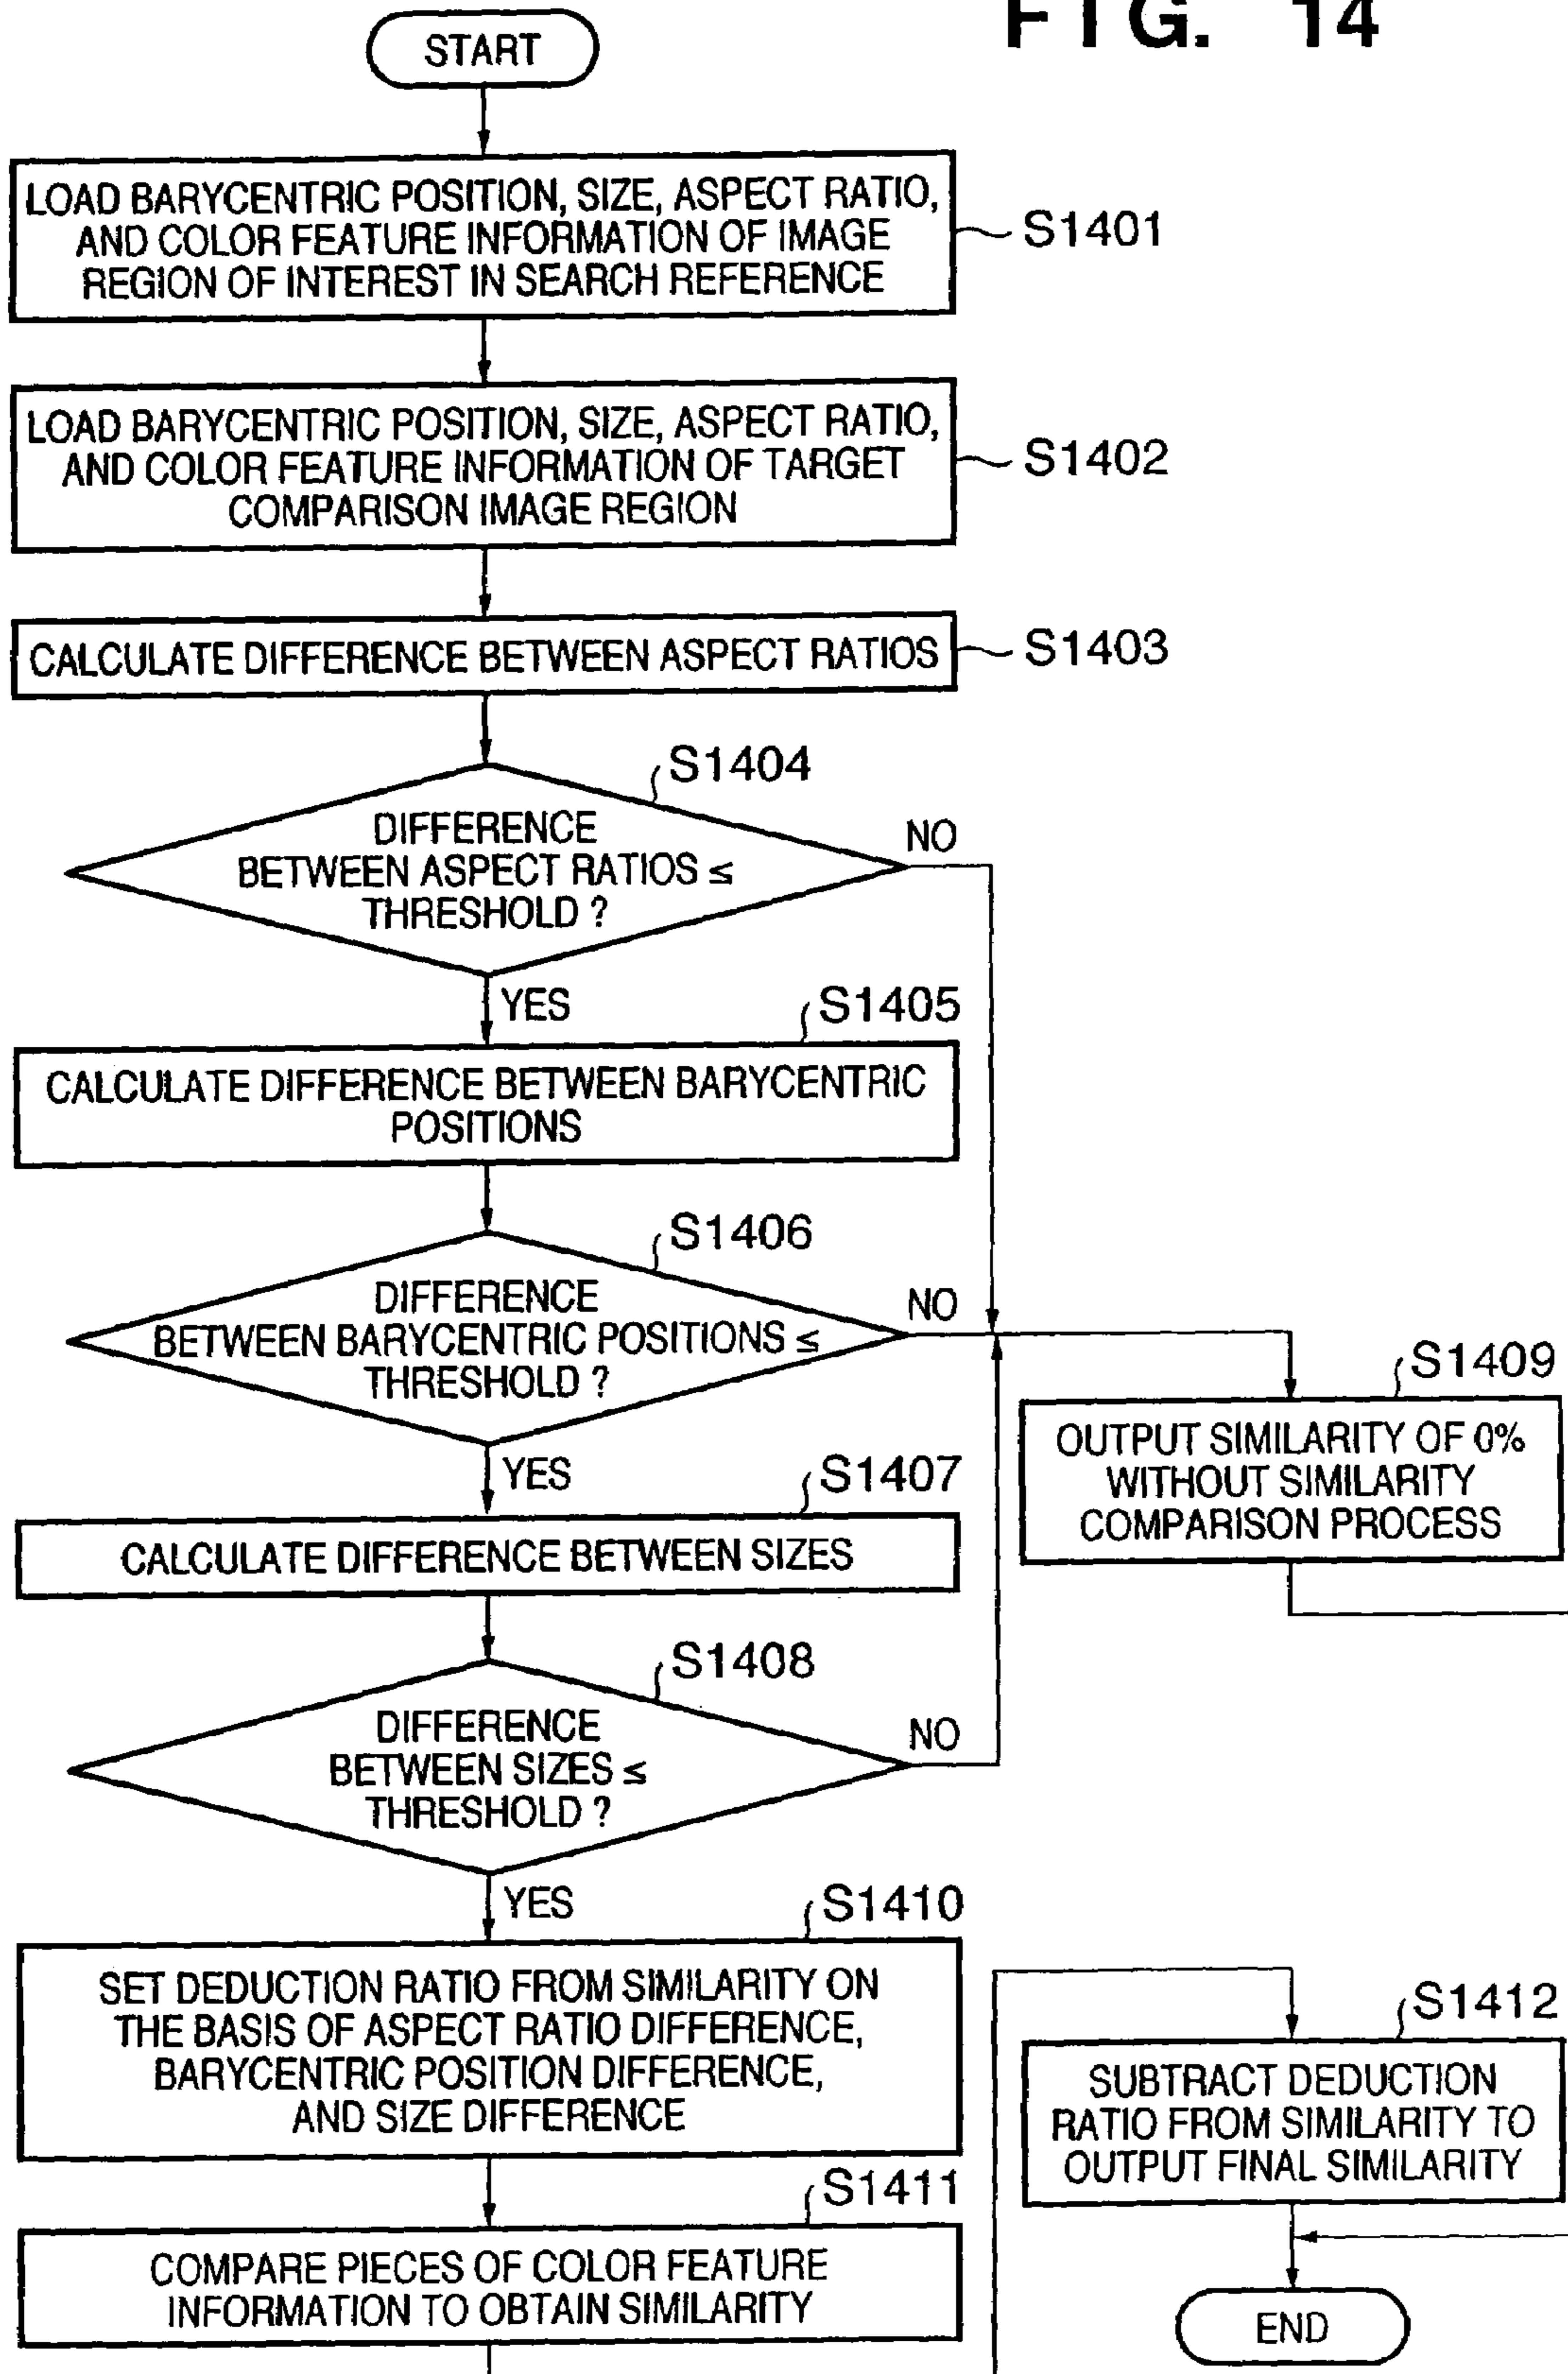 FIG. 14
START
LOAD BARYCENTRIC POSITION, SIZE, ASPECT RATIO,
AND COLOR FEATURE INFORMATION OF IMAGE
REGION OF INTEREST IN SEARCH REFERENCE
S1401
LOAD BARYCENTRIC POSITION, SIZE, ASPECT RATIO,
AND COLOR FEATURE INFORMATION OF TARGET
COMPARISON IMAGE REGION
S1402
CALCULATE DIFFERENCE BETWEEN ASPECT RATIOS
S1403
S1404
DIFFERENCE
BETWEEN ASPECT RATIOS ≤
THRESHOLD ?
NO
YES
S1405
CALCULATE DIFFERENCE BETWEEN BARYCENTRIC
POSITIONS
S1406
DIFFERENCE
BETWEEN BARYCENTRIC POSITIONS ≤
THRESHOLD ?
NO
YES
S1409
OUTPUT SIMILARITY OF 0%
WITHOUT SIMILARITY
COMPARISON PROCESS
S1407
CALCULATE DIFFERENCE BETWEEN SIZES
S1408
DIFFERENCE
BETWEEN SIZES ≤
THRESHOLD ?
NO
YES
S1410
SET DEDUCTION RATIO FROM SIMILARITY ON
THE BASIS OF ASPECT RATIO DIFFERENCE,
BARYCENTRIC POSITION DIFFERENCE,
AND SIZE DIFFERENCE
S1411
COMPARE PIECES OF COLOR FEATURE
INFORMATION TO OBTAIN SIMILARITY
S1412
SUBTRACT DEDUCTION
RATIO FROM SIMILARITY TO
OUTPUT FINAL SIMILARITY
END